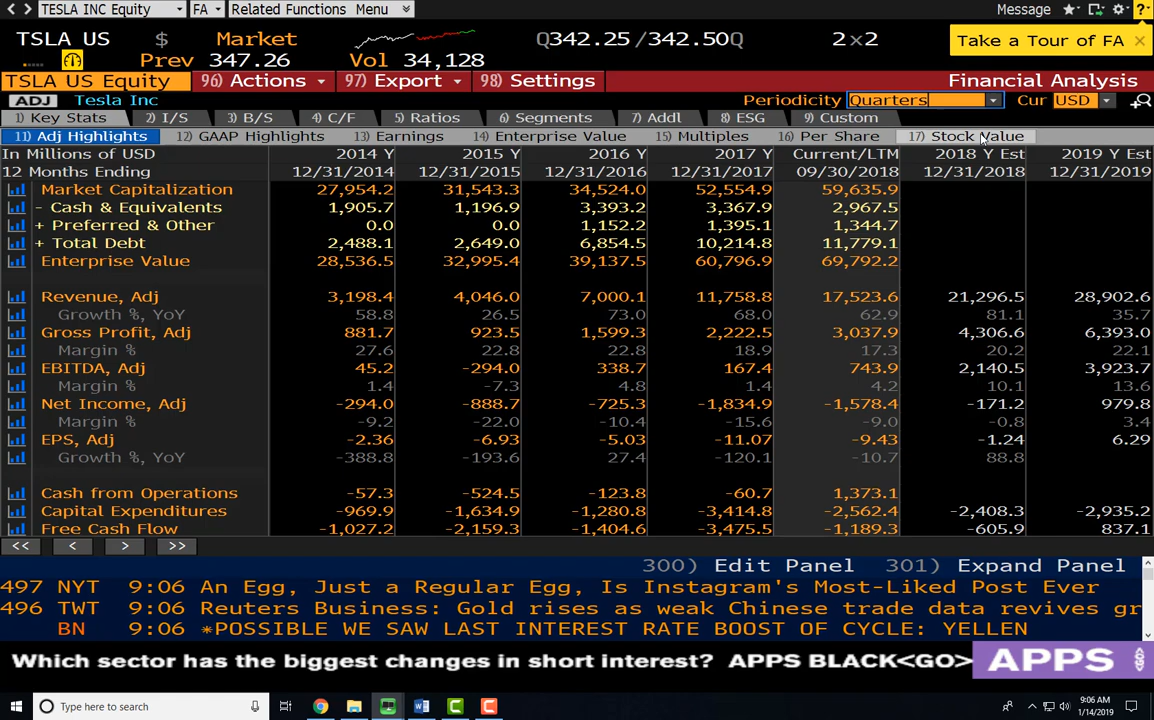 TESLA INC Equity FA Related Functions Menu Message
TSLA US $ Market Q342.25/342.50Q 2×2
Prev 347.26 Vol 34,128
Take a Tour of FA ×
TSLA US Equity 96) Actions 97) Export 98) Settings Financial Analysis
ADJ Tesla Inc Periodicity Quarters Cur USD
1) Key Stats 2) I/S 3) B/S 4) C/F 5) Ratios 6) Segments 7) Addl 8) ESG 9) Custom
11) Adj Highlights 12) GAAP Highlights 13) Earnings 14) Enterprise Value 15) Multiples 16) Per Share 17) Stock Value
In Millions of USD 2014 Y 2015 Y 2016 Y 2017 Y Current/LTM 2018 Y Est 2019 Y Est
12 Months Ending 12/31/2014 12/31/2015 12/31/2016 12/31/2017 09/30/2018 12/31/2018 12/31/2019
Market Capitalization 27,954.2 31,543.3 34,524.0 52,554.9 59,635.9
- Cash & Equivalents 1,905.7 1,196.9 3,393.2 3,367.9 2,967.5
+ Preferred & Other 0.0 0.0 1,152.2 1,395.1 1,344.7
+ Total Debt 2,488.1 2,649.0 6,854.5 10,214.8 11,779.1
Enterprise Value 28,536.5 32,995.4 39,137.5 60,796.9 69,792.2
Revenue, Adj 3,198.4 4,046.0 7,000.1 11,758.8 17,523.6 21,296.5 28,902.6
Growth %, YoY 58.8 26.5 73.0 68.0 62.9 81.1 35.7
Gross Profit, Adj 881.7 923.5 1,599.3 2,222.5 3,037.9 4,306.6 6,393.0
Margin % 27.6 22.8 22.8 18.9 17.3 20.2 22.1
EBITDA, Adj 45.2 -294.0 338.7 167.4 743.9 2,140.5 3,923.7
Margin % 1.4 -7.3 4.8 1.4 4.2 10.1 13.6
Net Income, Adj -294.0 -888.7 -725.3 -1,834.9 -1,578.4 -171.2 979.8
Margin % -9.2 -22.0 -10.4 -15.6 -9.0 -0.8 3.4
EPS, Adj -2.36 -6.93 -5.03 -11.07 -9.43 -1.24 6.29
Growth %, YoY -388.8 -193.6 27.4 -120.1 -10.7 88.8
Cash from Operations -57.3 -524.5 -123.8 -60.7 1,373.1
Capital Expenditures -969.9 -1,634.9 -1,280.8 -3,414.8 -2,562.4 -2,408.3 -2,935.2
Free Cash Flow -1,027.2 -2,159.3 -1,404.6 -3,475.5 -1,189.3 -605.9 837.1
<< < > >>
300) Edit Panel 301) Expand Panel
497 NYT 9:06 An Egg, Just a Regular Egg, Is Instagram's Most-Liked Post Ever
496 TWT 9:06 Reuters Business: Gold rises as weak Chinese trade data revives gr
BN 9:06 *POSSIBLE WE SAW LAST INTEREST RATE BOOST OF CYCLE: YELLEN
Which sector has the biggest changes in short interest? APPS BLACK<GO> APPS
Type here to search
9:06 AM
1/14/2019